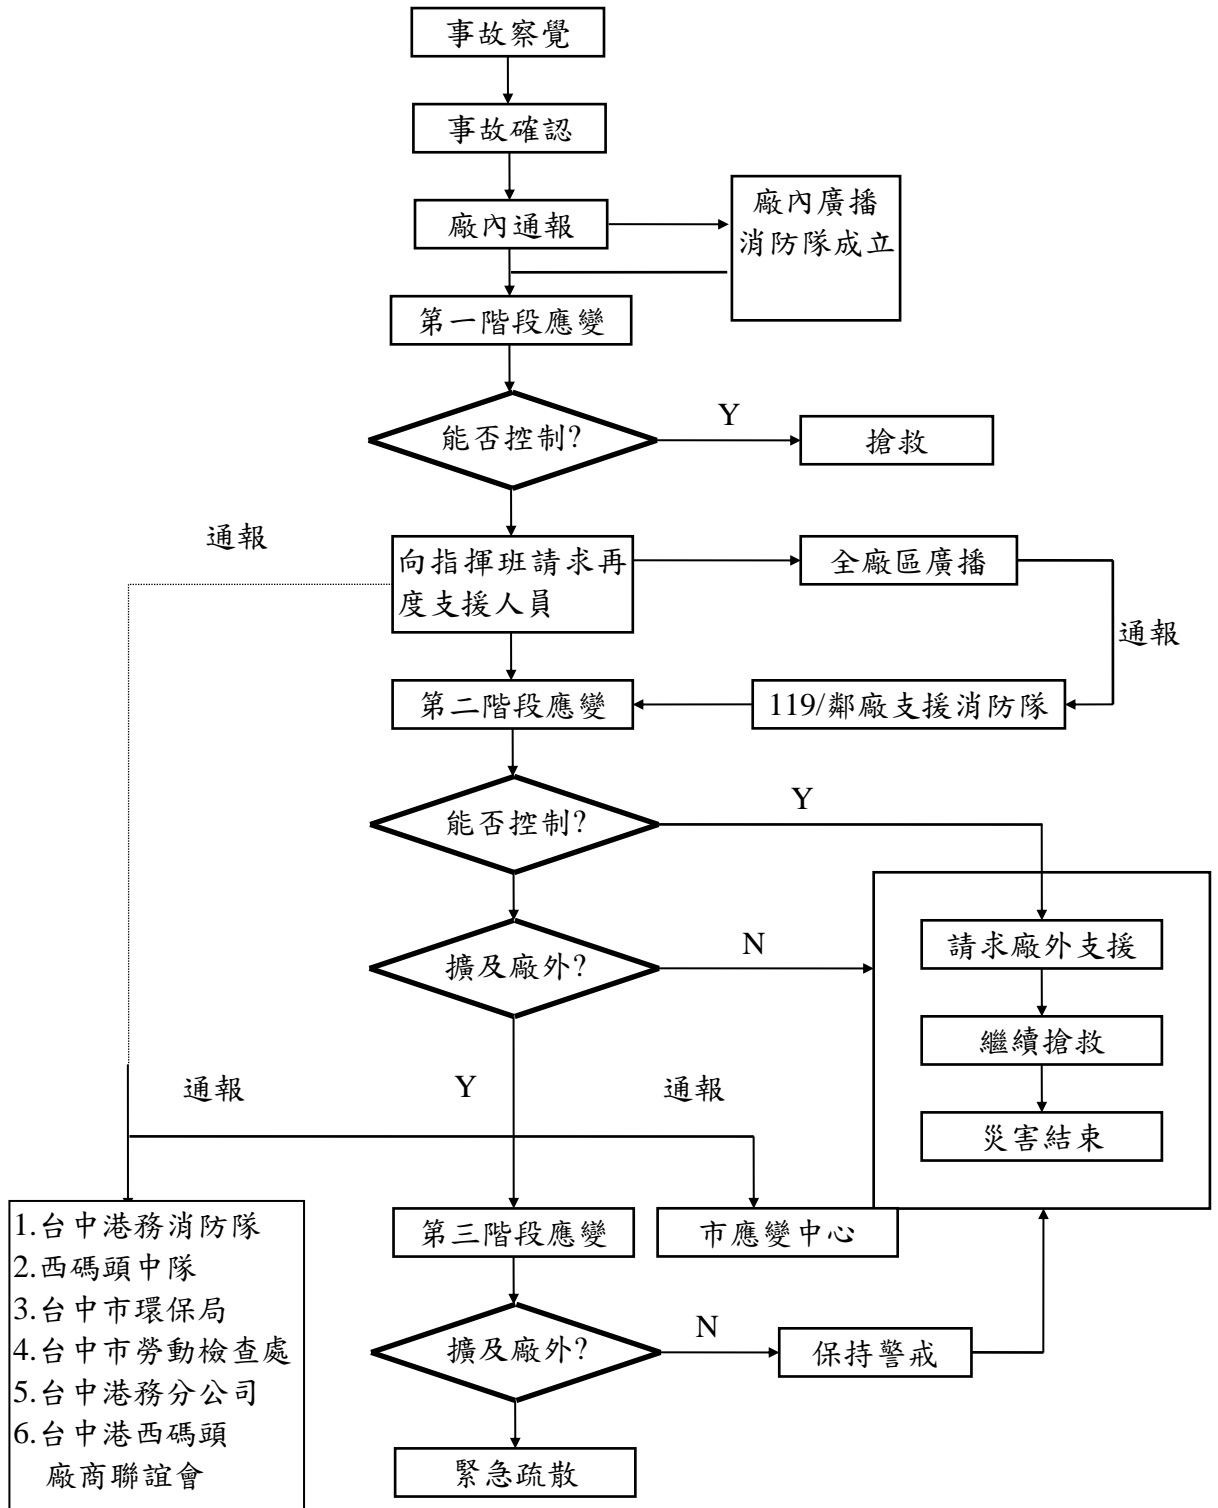 事故察覺
事故確認
廠內通報
廠內廣播
消防隊成立
第一階段應變
能否控制?
Y
搶救
通報
向指揮班請求再
度支援人員
全廠區廣播
通報
第二階段應變
119/鄰廠支援消防隊
能否控制?
Y
擴及廠外?
N
請求廠外支援
繼續搶救
災害結束
通報
Y
通報
1.台中港務消防隊
2.西碼頭中隊
3.台中市環保局
4.台中市勞動檢查處
5.台中港務分公司
6.台中港西碼頭
廠商聯誼會
第三階段應變
市應變中心
擴及廠外?
N
保持警戒
緊急疏散